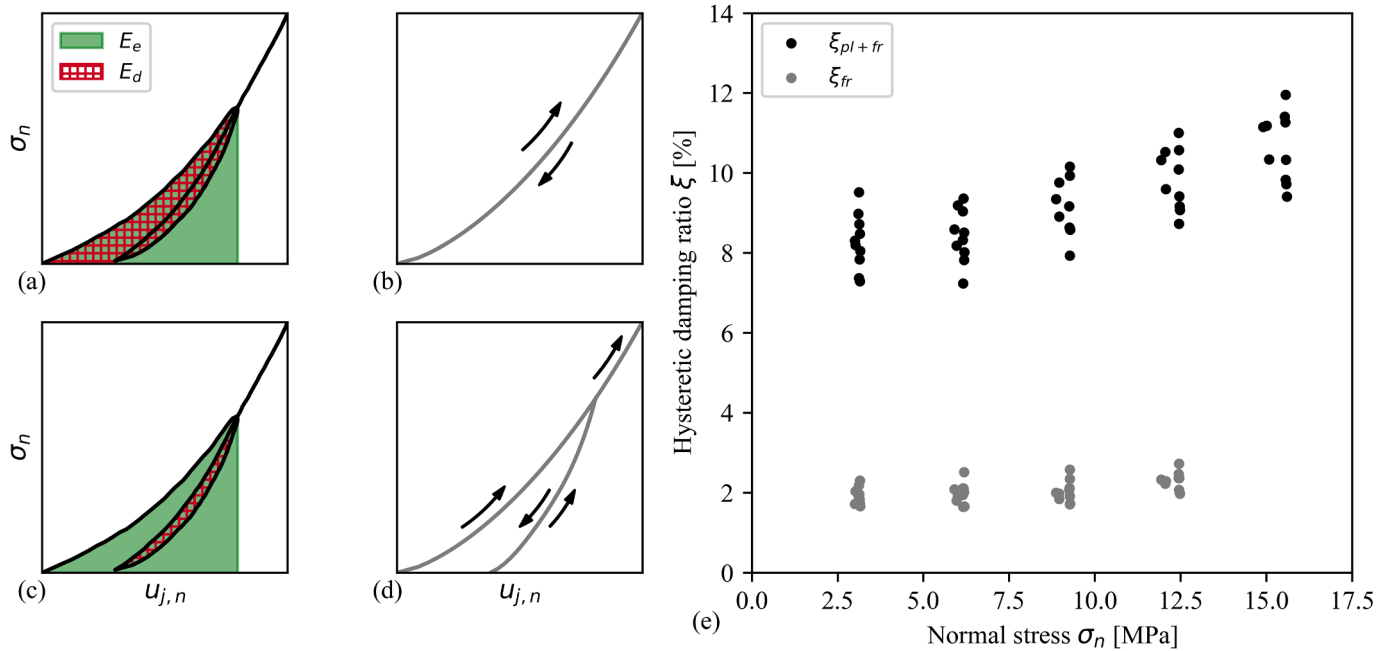 E_e
E_d
σ_n
(a)
(b)
σ_n
(c)
u_{j,n}
(d)
u_{j,n}
ξ_{pl+fr}
ξ_{fr}
Hysteretic damping ratio ξ [%]
14
12
10
8
6
4
2
0
0.0 2.5 5.0 7.5 10.0 12.5 15.0 17.5
(e)
Normal stress σ_n [MPa]